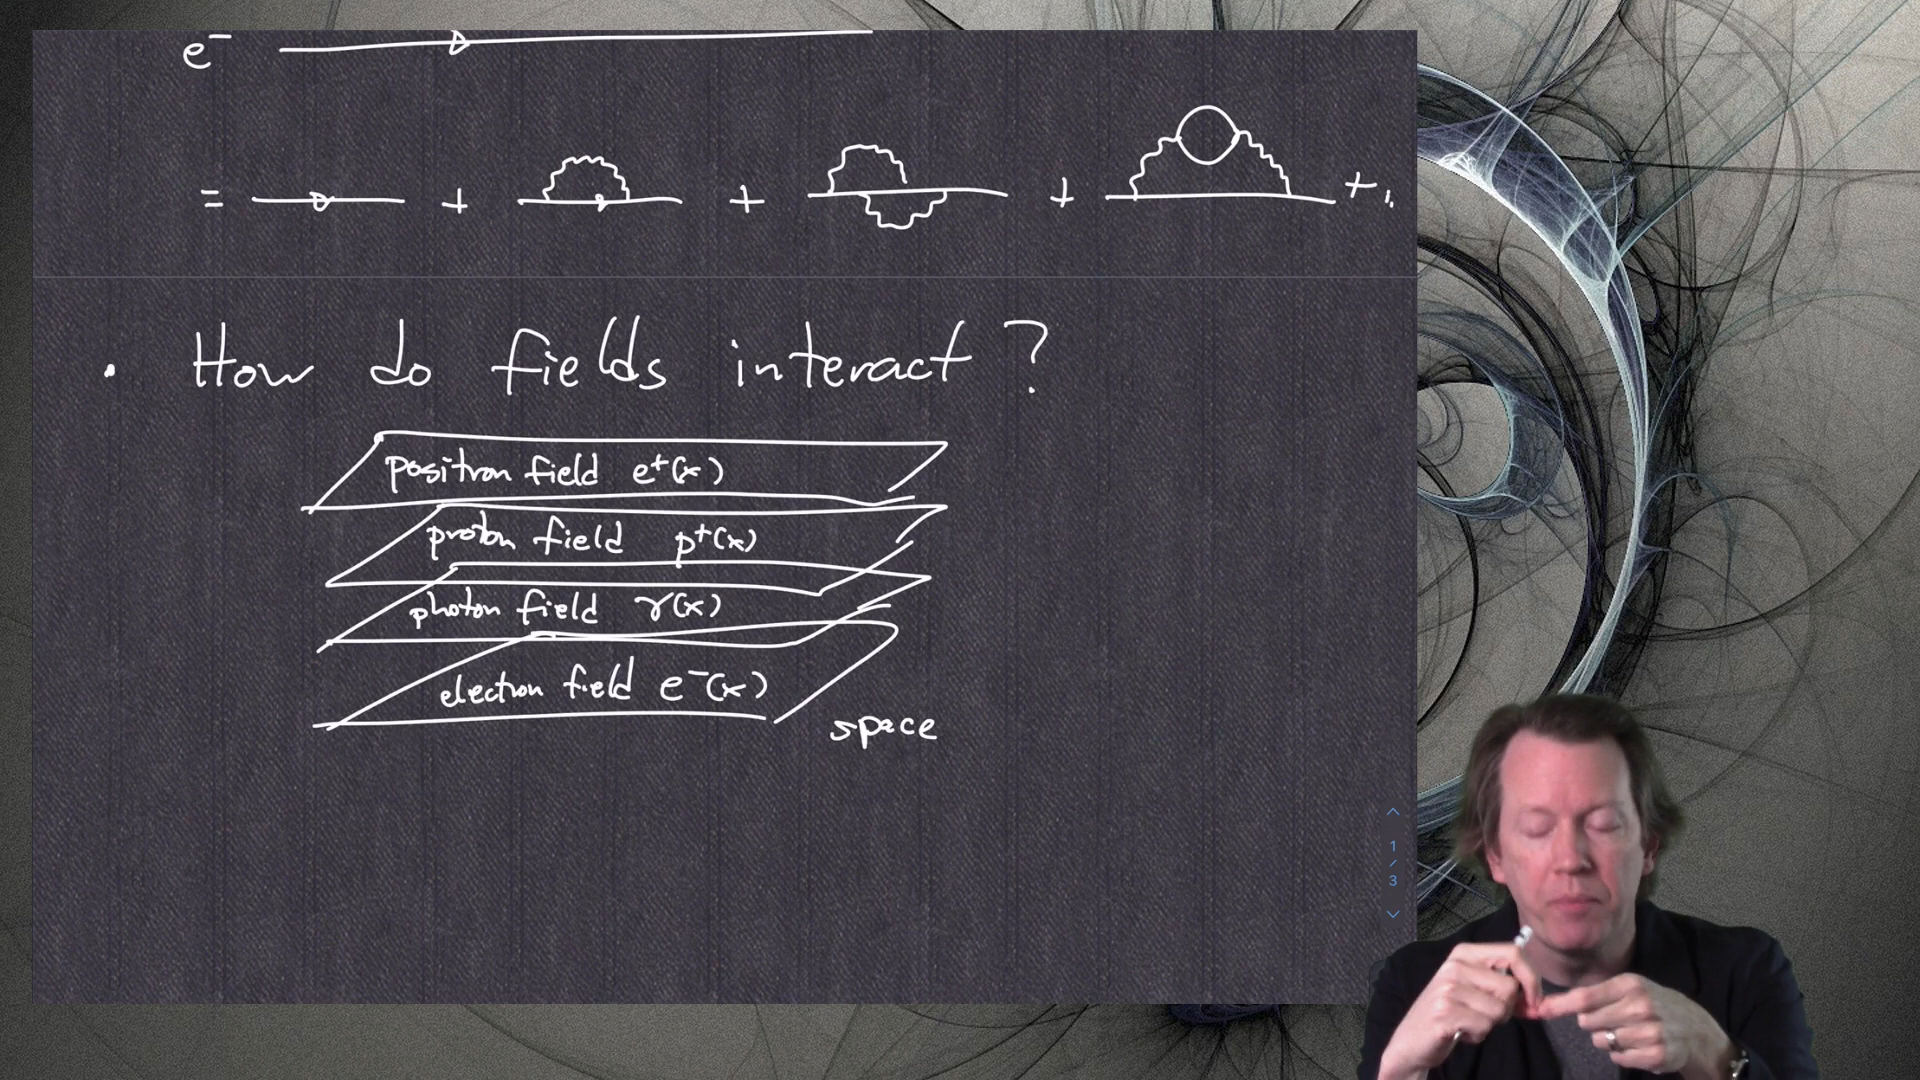 e⁻
= + + + +..
• How do fields interact?
positron field e⁺(x)
proton field p⁺(x)
photon field γ(x)
electron field e⁻(x)
space
1
/
3